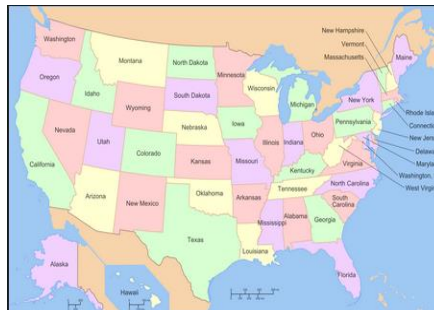 Washington
Oregon
California
Nevada
Idaho
Montana
Wyoming
Utah
Arizona
Colorado
New Mexico
North Dakota
South Dakota
Nebraska
Kansas
Oklahoma
Texas
Minnesota
Iowa
Missouri
Arkansas
Louisiana
Wisconsin
Illinois
Michigan
Indiana
Ohio
Kentucky
Tennessee
Mississippi
Alabama
Georgia
Florida
South Carolina
North Carolina
Virginia
Pennsylvania
New York
Maine
New Hampshire
Vermont
Massachusetts
Rhode Isla
Connecti
New Jers
Delawa
Maryla
Washington,
West Virgi
Alaska
Hawaii